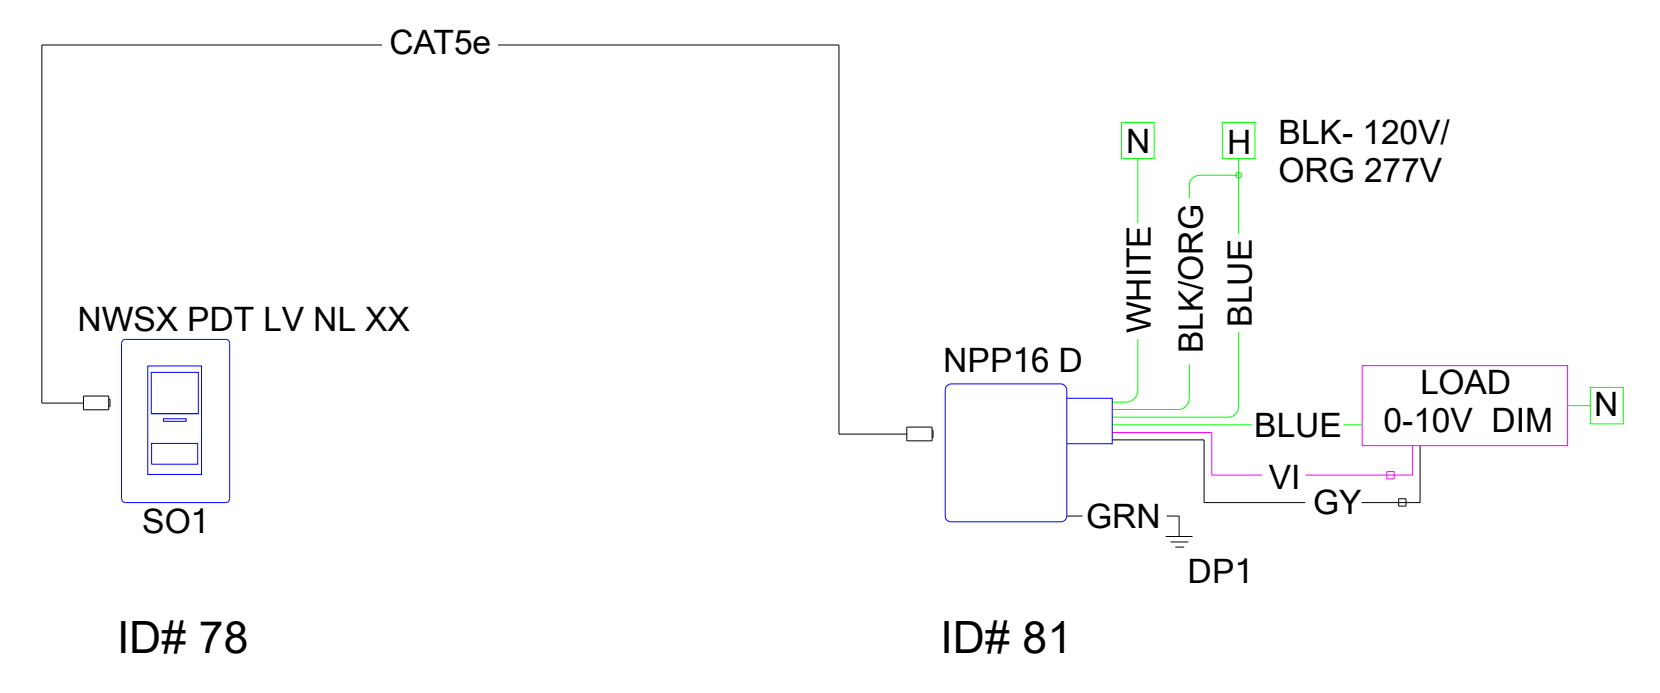 CAT5e
N
H
BLK- 120V/
ORG 277V
WHITE
BLK/ORG
BLUE
NWSX PDT LV NL XX
NPP16 D
LOAD
0-10V DIM
N
BLUE
VI
GY
SO1
GRN
DP1
ID# 78
ID# 81